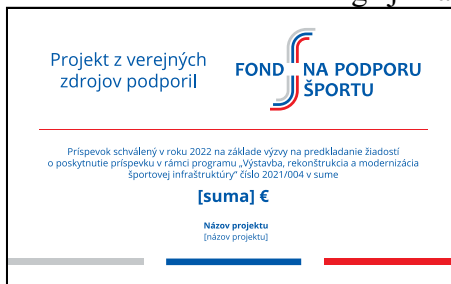 Projekt z verejných
zdrojov podporil
FOND NA PODPORU
ŠPORTU
Príspevok schválený v roku 2022 na základe výzvy na predkladanie žiadostí
o poskytnutie príspevku v rámci programu „Výstavba, rekonštrukcia a modernizácia
športovej infraštruktúry“ číslo 2021/004 v sume
[suma] €
Názov projektu
[názov projektu]